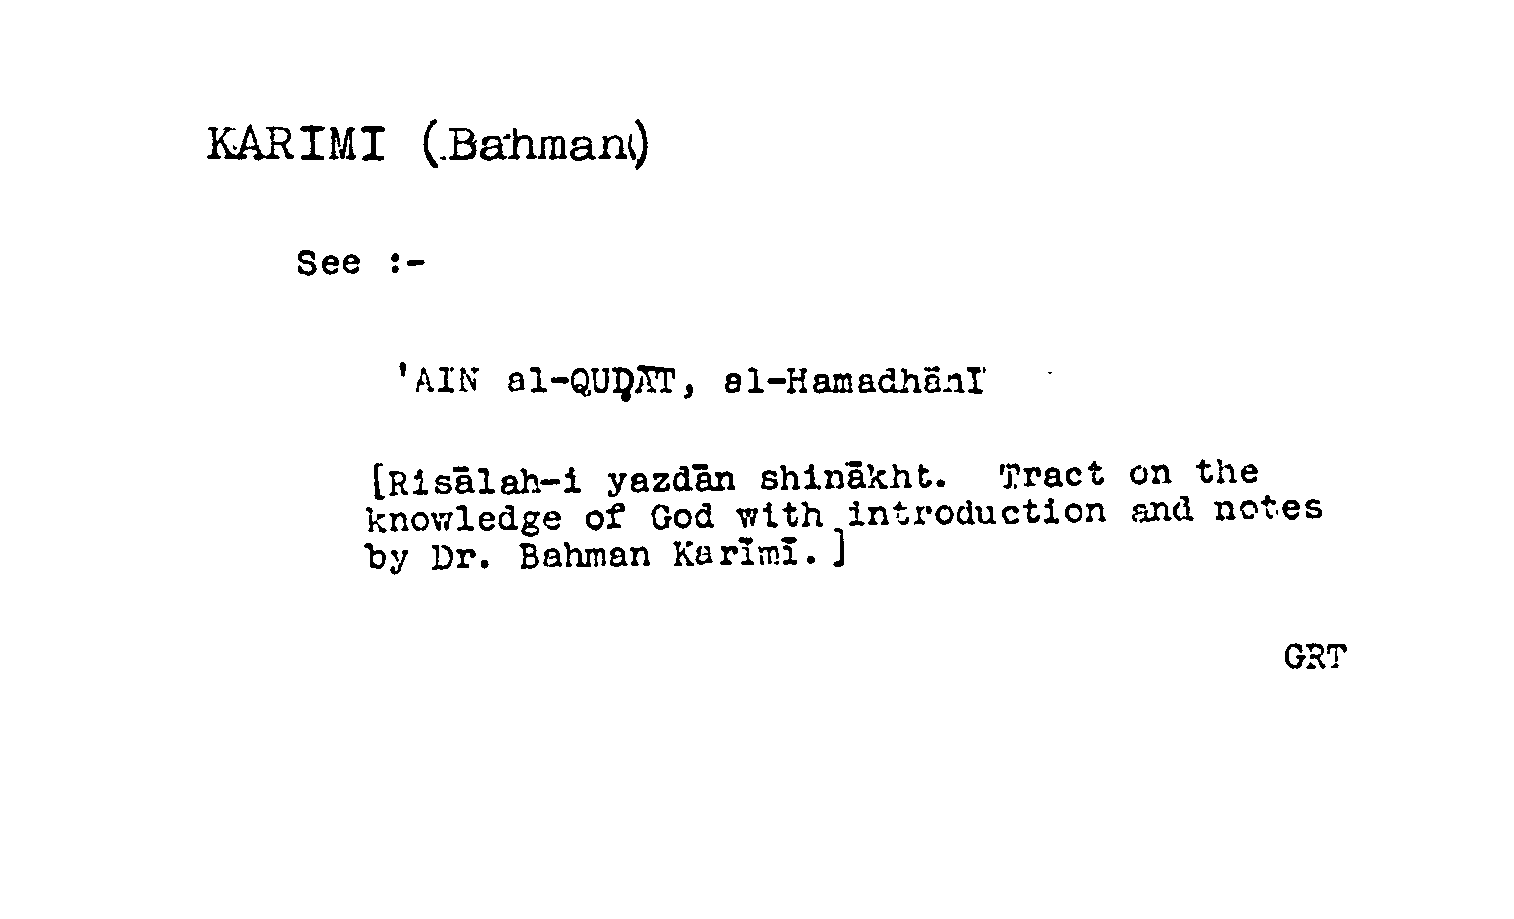 KARIMI (Bahman)
See :-
'AIN al-QUḌĀT, al-Hamadhānī
[Risālah-i yazdān shinākht. Tract on the
knowledge of God with introduction and notes
by Dr. Bahman Karīmī.]
GRT